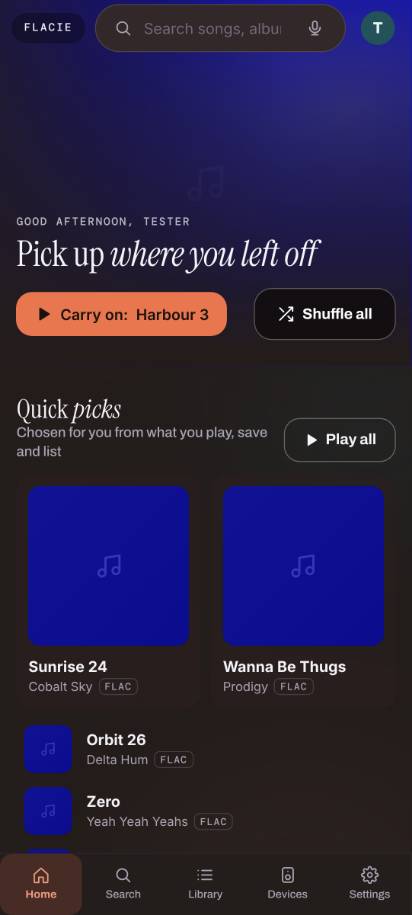 FLACIE
Search songs, albu
T
GOOD AFTERNOON, TESTER
Pick up where you left off
Carry on: Harbour 3
Shuffle all
Quick picks
Chosen for you from what you play, save
and list
Play all
Sunrise 24
Cobalt Sky FLAC
Wanna Be Thugs
Prodigy FLAC
Orbit 26
Delta Hum FLAC
Zero
Yeah Yeah Yeahs FLAC
Home
Search
Library
Devices
Settings